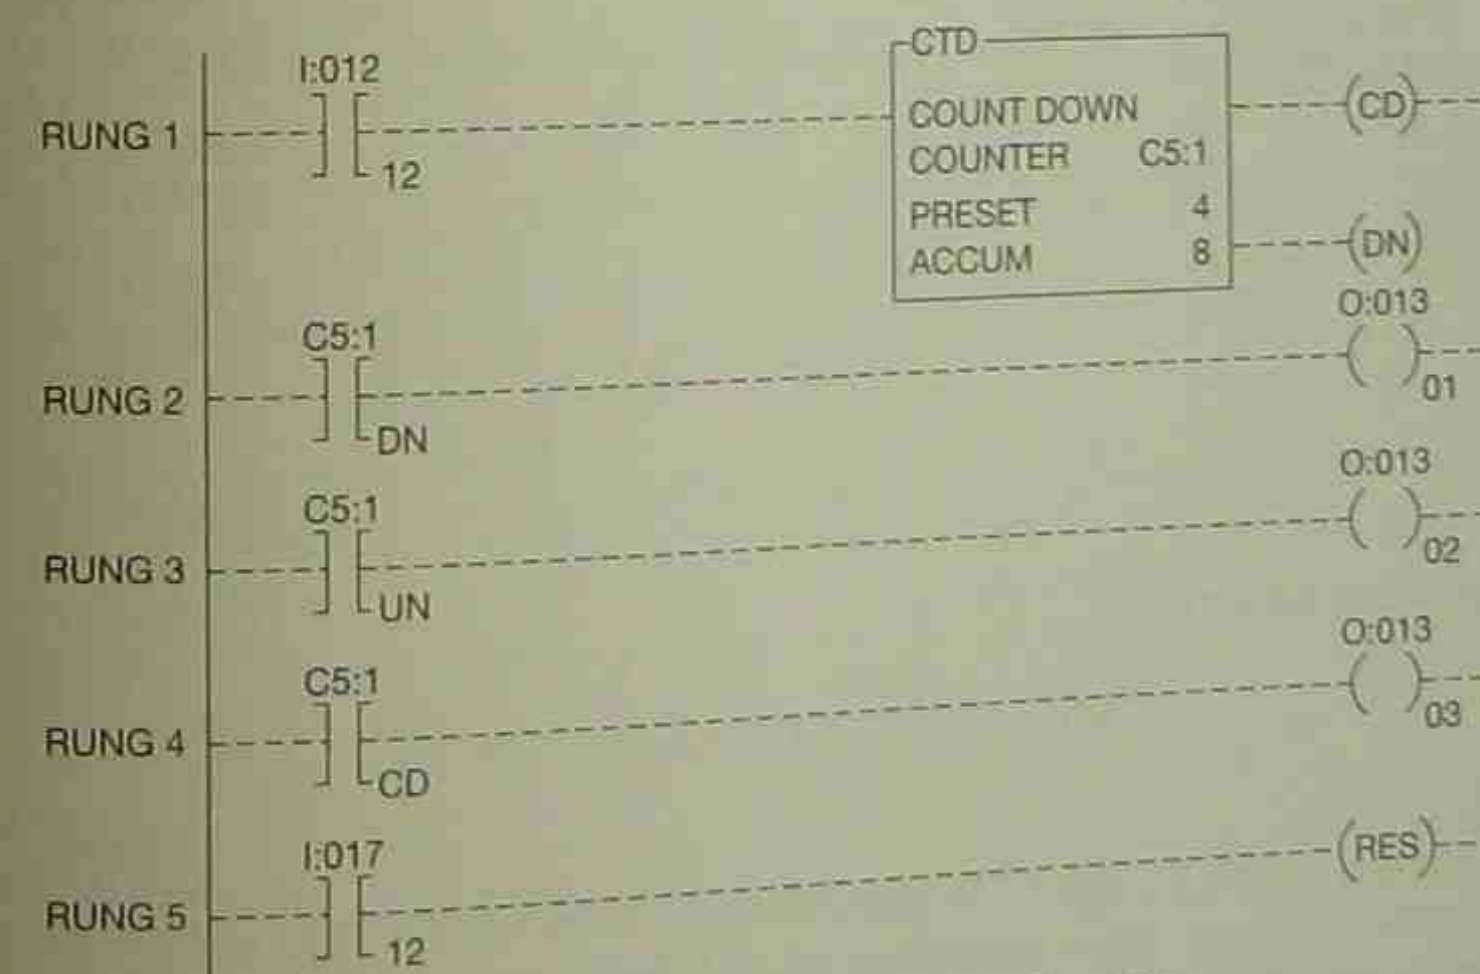 I:012
CTD
RUNG 1
12
COUNT DOWN
COUNTER C5:1
PRESET 4
ACCUM 8
(CD)
(DN)
C5:1
O:013
RUNG 2
DN
01
C5:1
O:013
RUNG 3
UN
02
C5:1
O:013
RUNG 4
CD
03
I:017
RUNG 5
12
(RES)